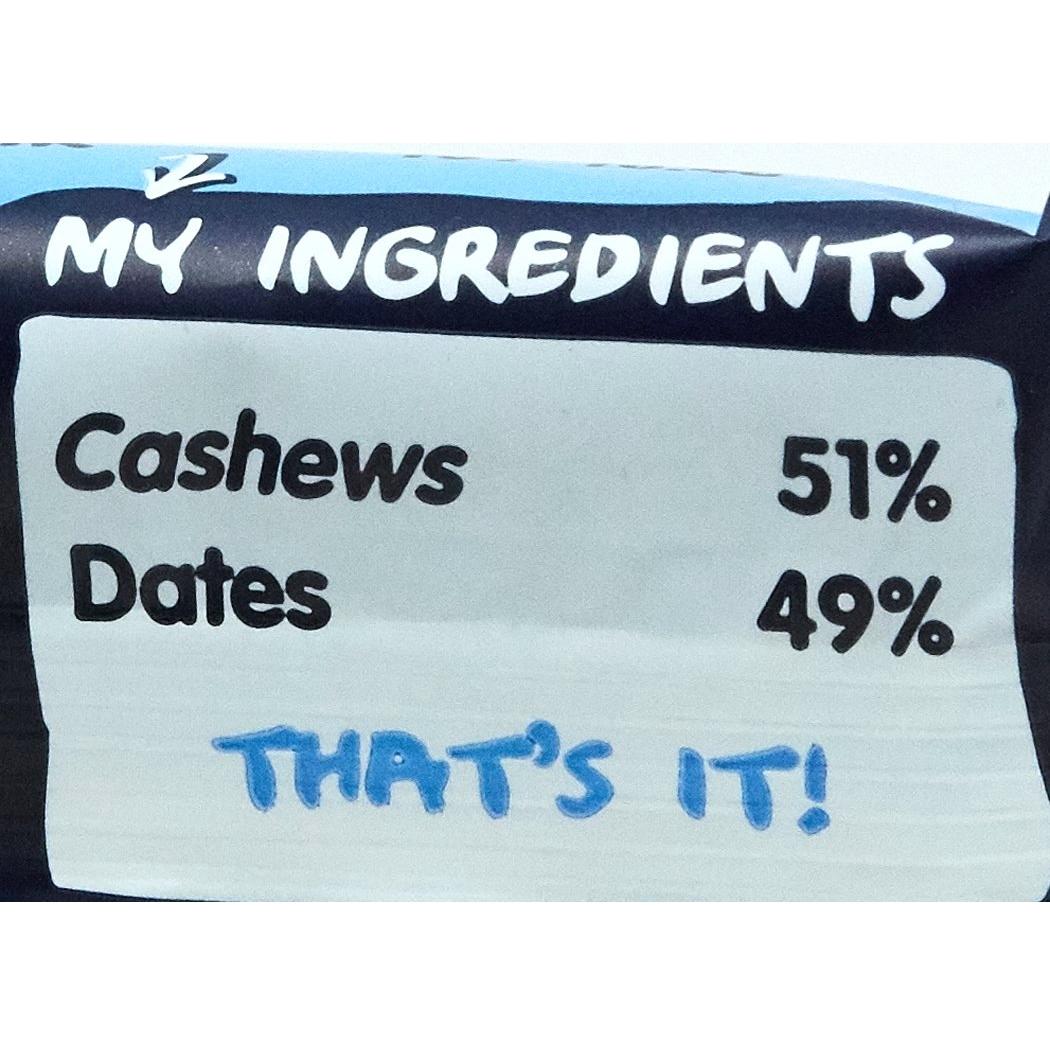 MY INGREDIENTS
Cashews 51%
Dates 49%
THAT'S IT!